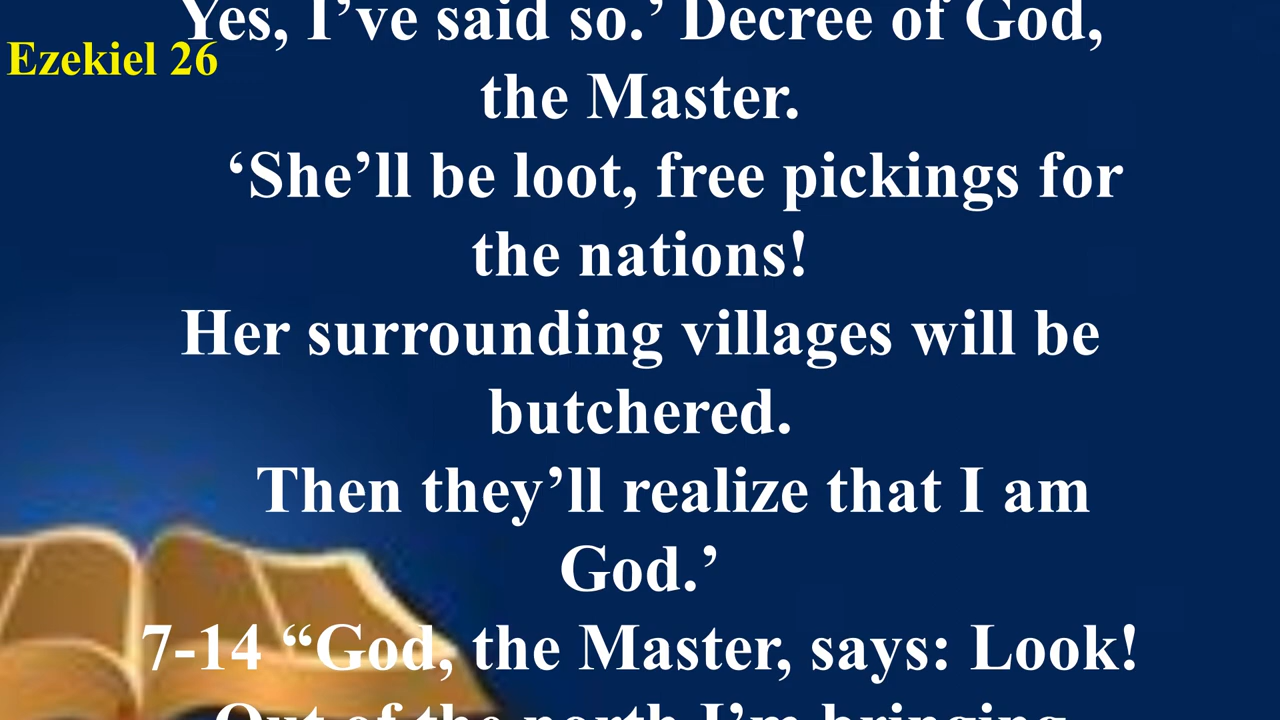 Yes, I’ve said so.’ Decree of God,
Ezekiel 26
the Master.
‘She’ll be loot, free pickings for
the nations!
Her surrounding villages will be
butchered.
Then they’ll realize that I am
God.’
7-14 “God, the Master, says: Look!
Out of the north I’m bringing